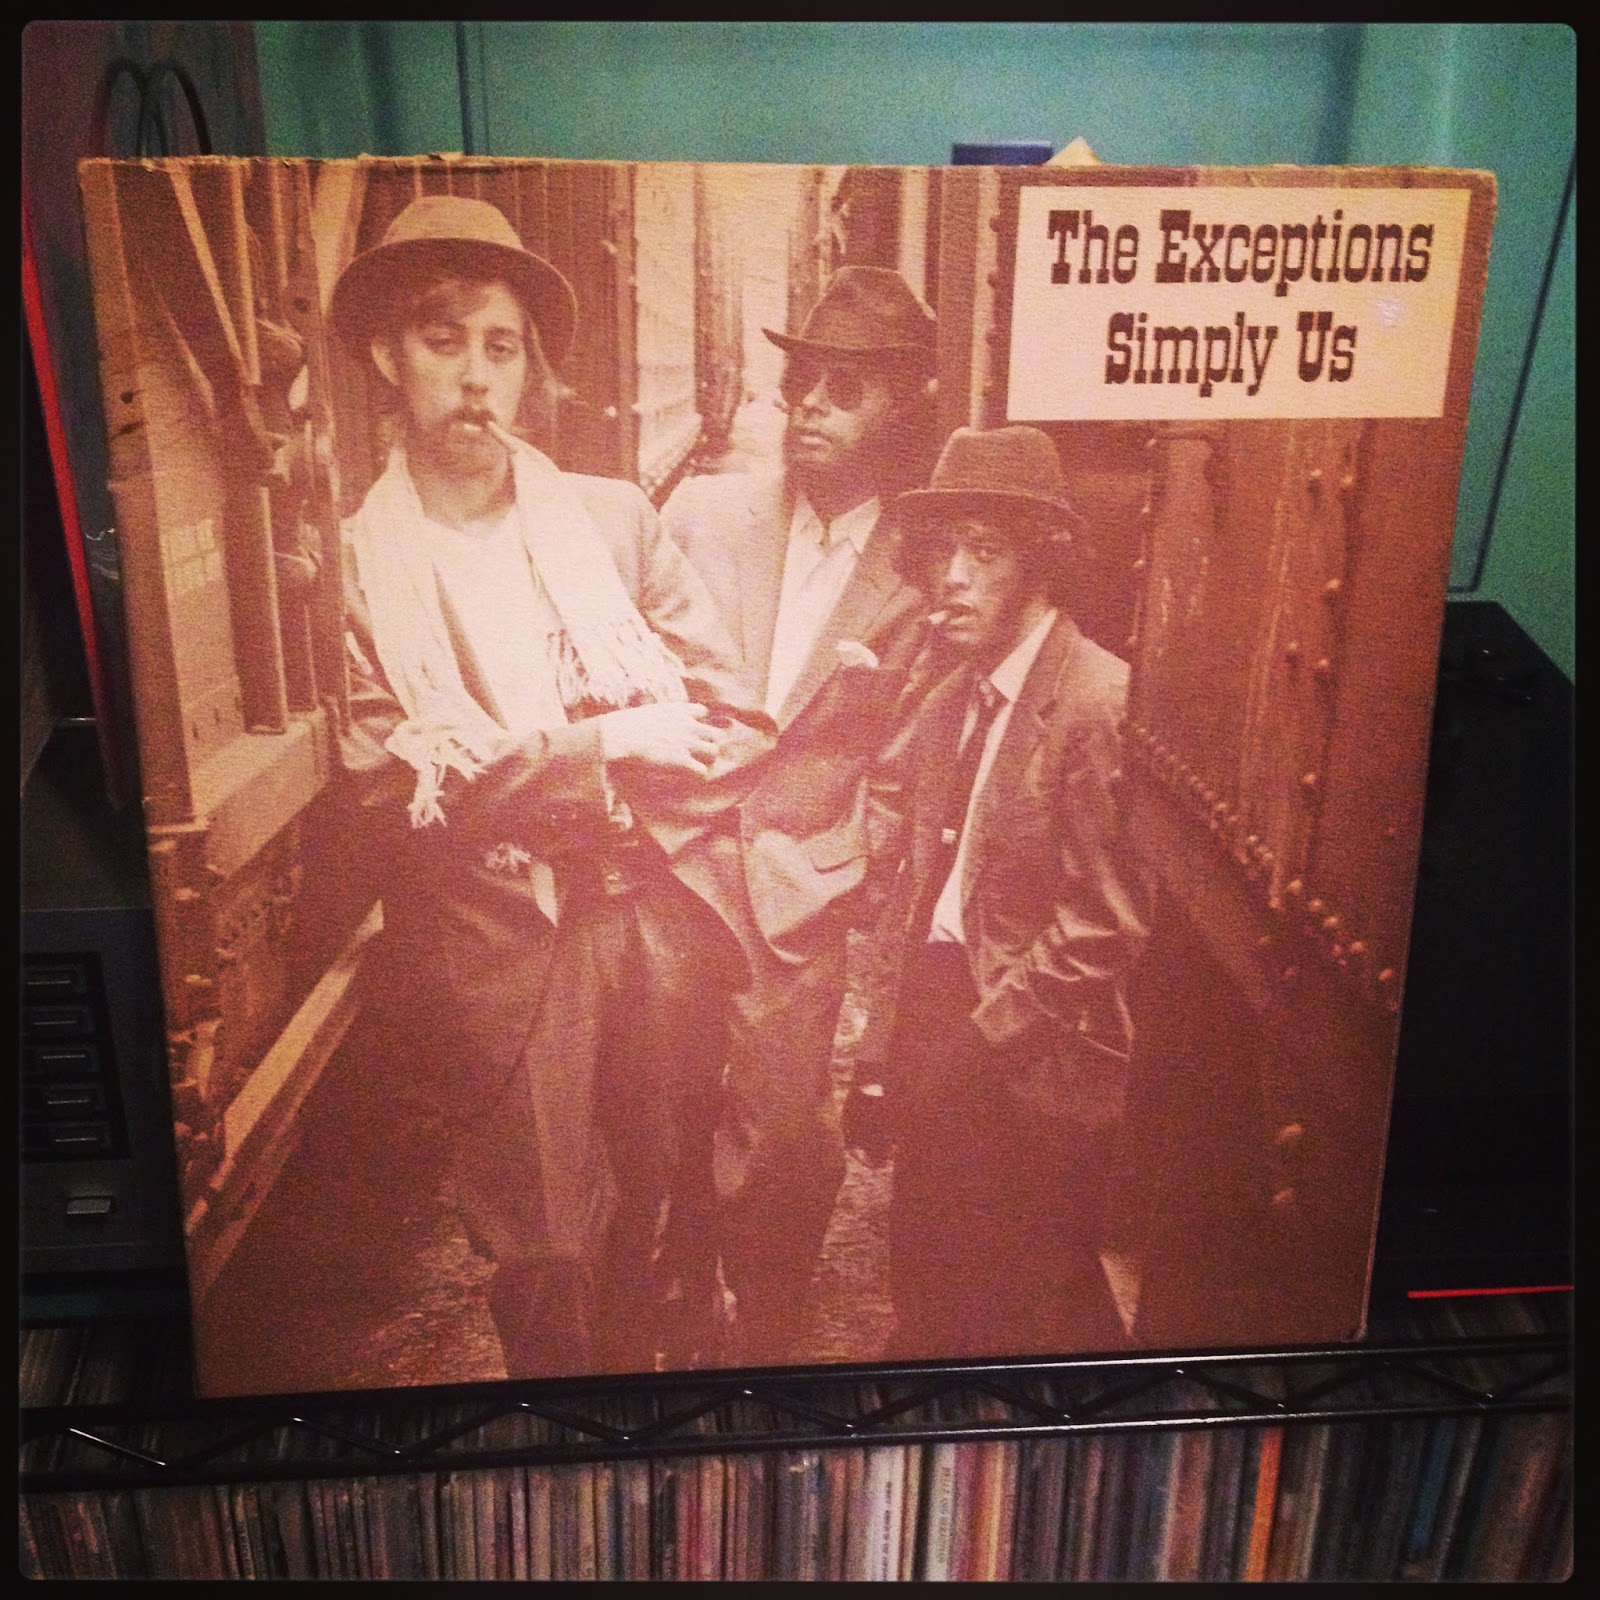 The Exceptions
Simply Us